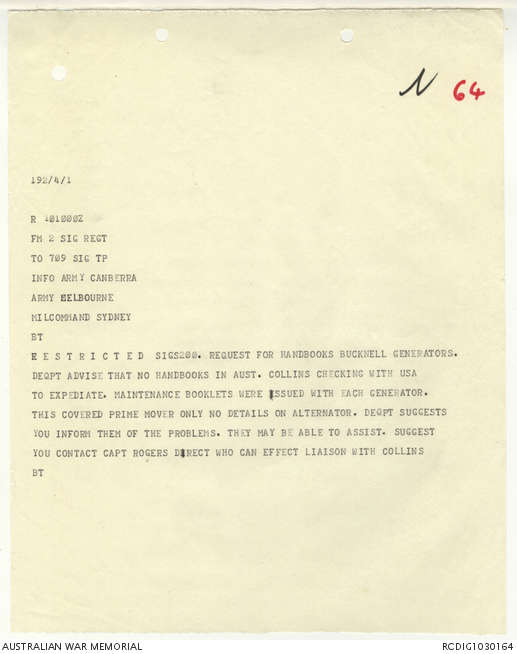 N 64
192/4/1
R 101000Z
FM 2 SIG REGT
TO 709 SIG TP
INFO ARMY CANBERRA
ARMY MELBOURNE
MILCOMMAND SYDNEY
BT
R E S T R I C T E D SIGS200. REQUEST FOR HANDBOOKS BUCKNELL GENERATORS.
DEQPT ADVISE THAT NO HANDBOOKS IN AUST. COLLINS CHECKING WITH USA
TO EXPEDIATE. MAINTENANCE BOOKLETS WERE ISSUED WITH EACH GENERATOR.
THIS COVERED PRIME MOVER ONLY NO DETAILS ON ALTERNATOR. DEQPT SUGGESTS
YOU INFORM THEM OF THE PROBLEMS. THEY MAY BE ABLE TO ASSIST. SUGGEST
YOU CONTACT CAPT ROGERS DIRECT WHO CAN EFFECT LIAISON WITH COLLINS
BT
AUSTRALIAN WAR MEMORIAL RCDIG1030164